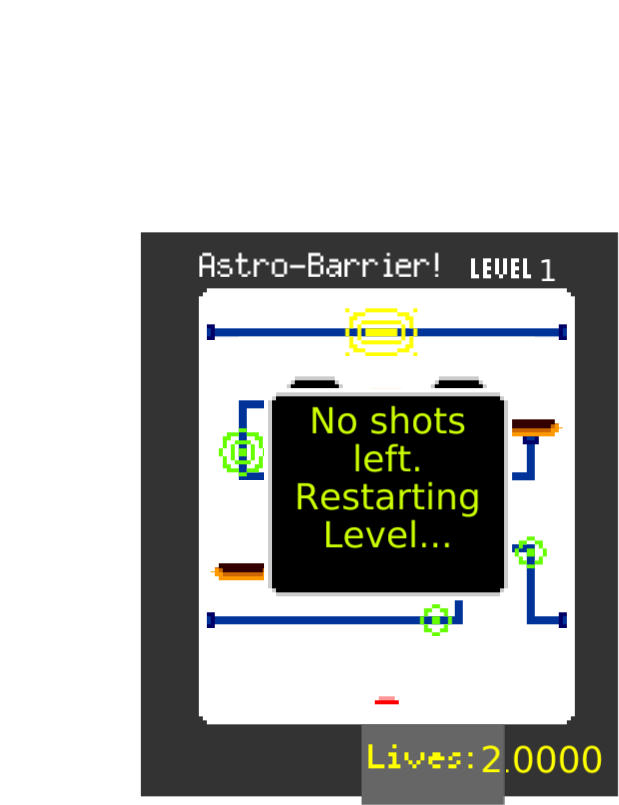 Astro-Barrier! LEVEL 1
No shots
left.
Restarting
Level...
Lives:2.0000